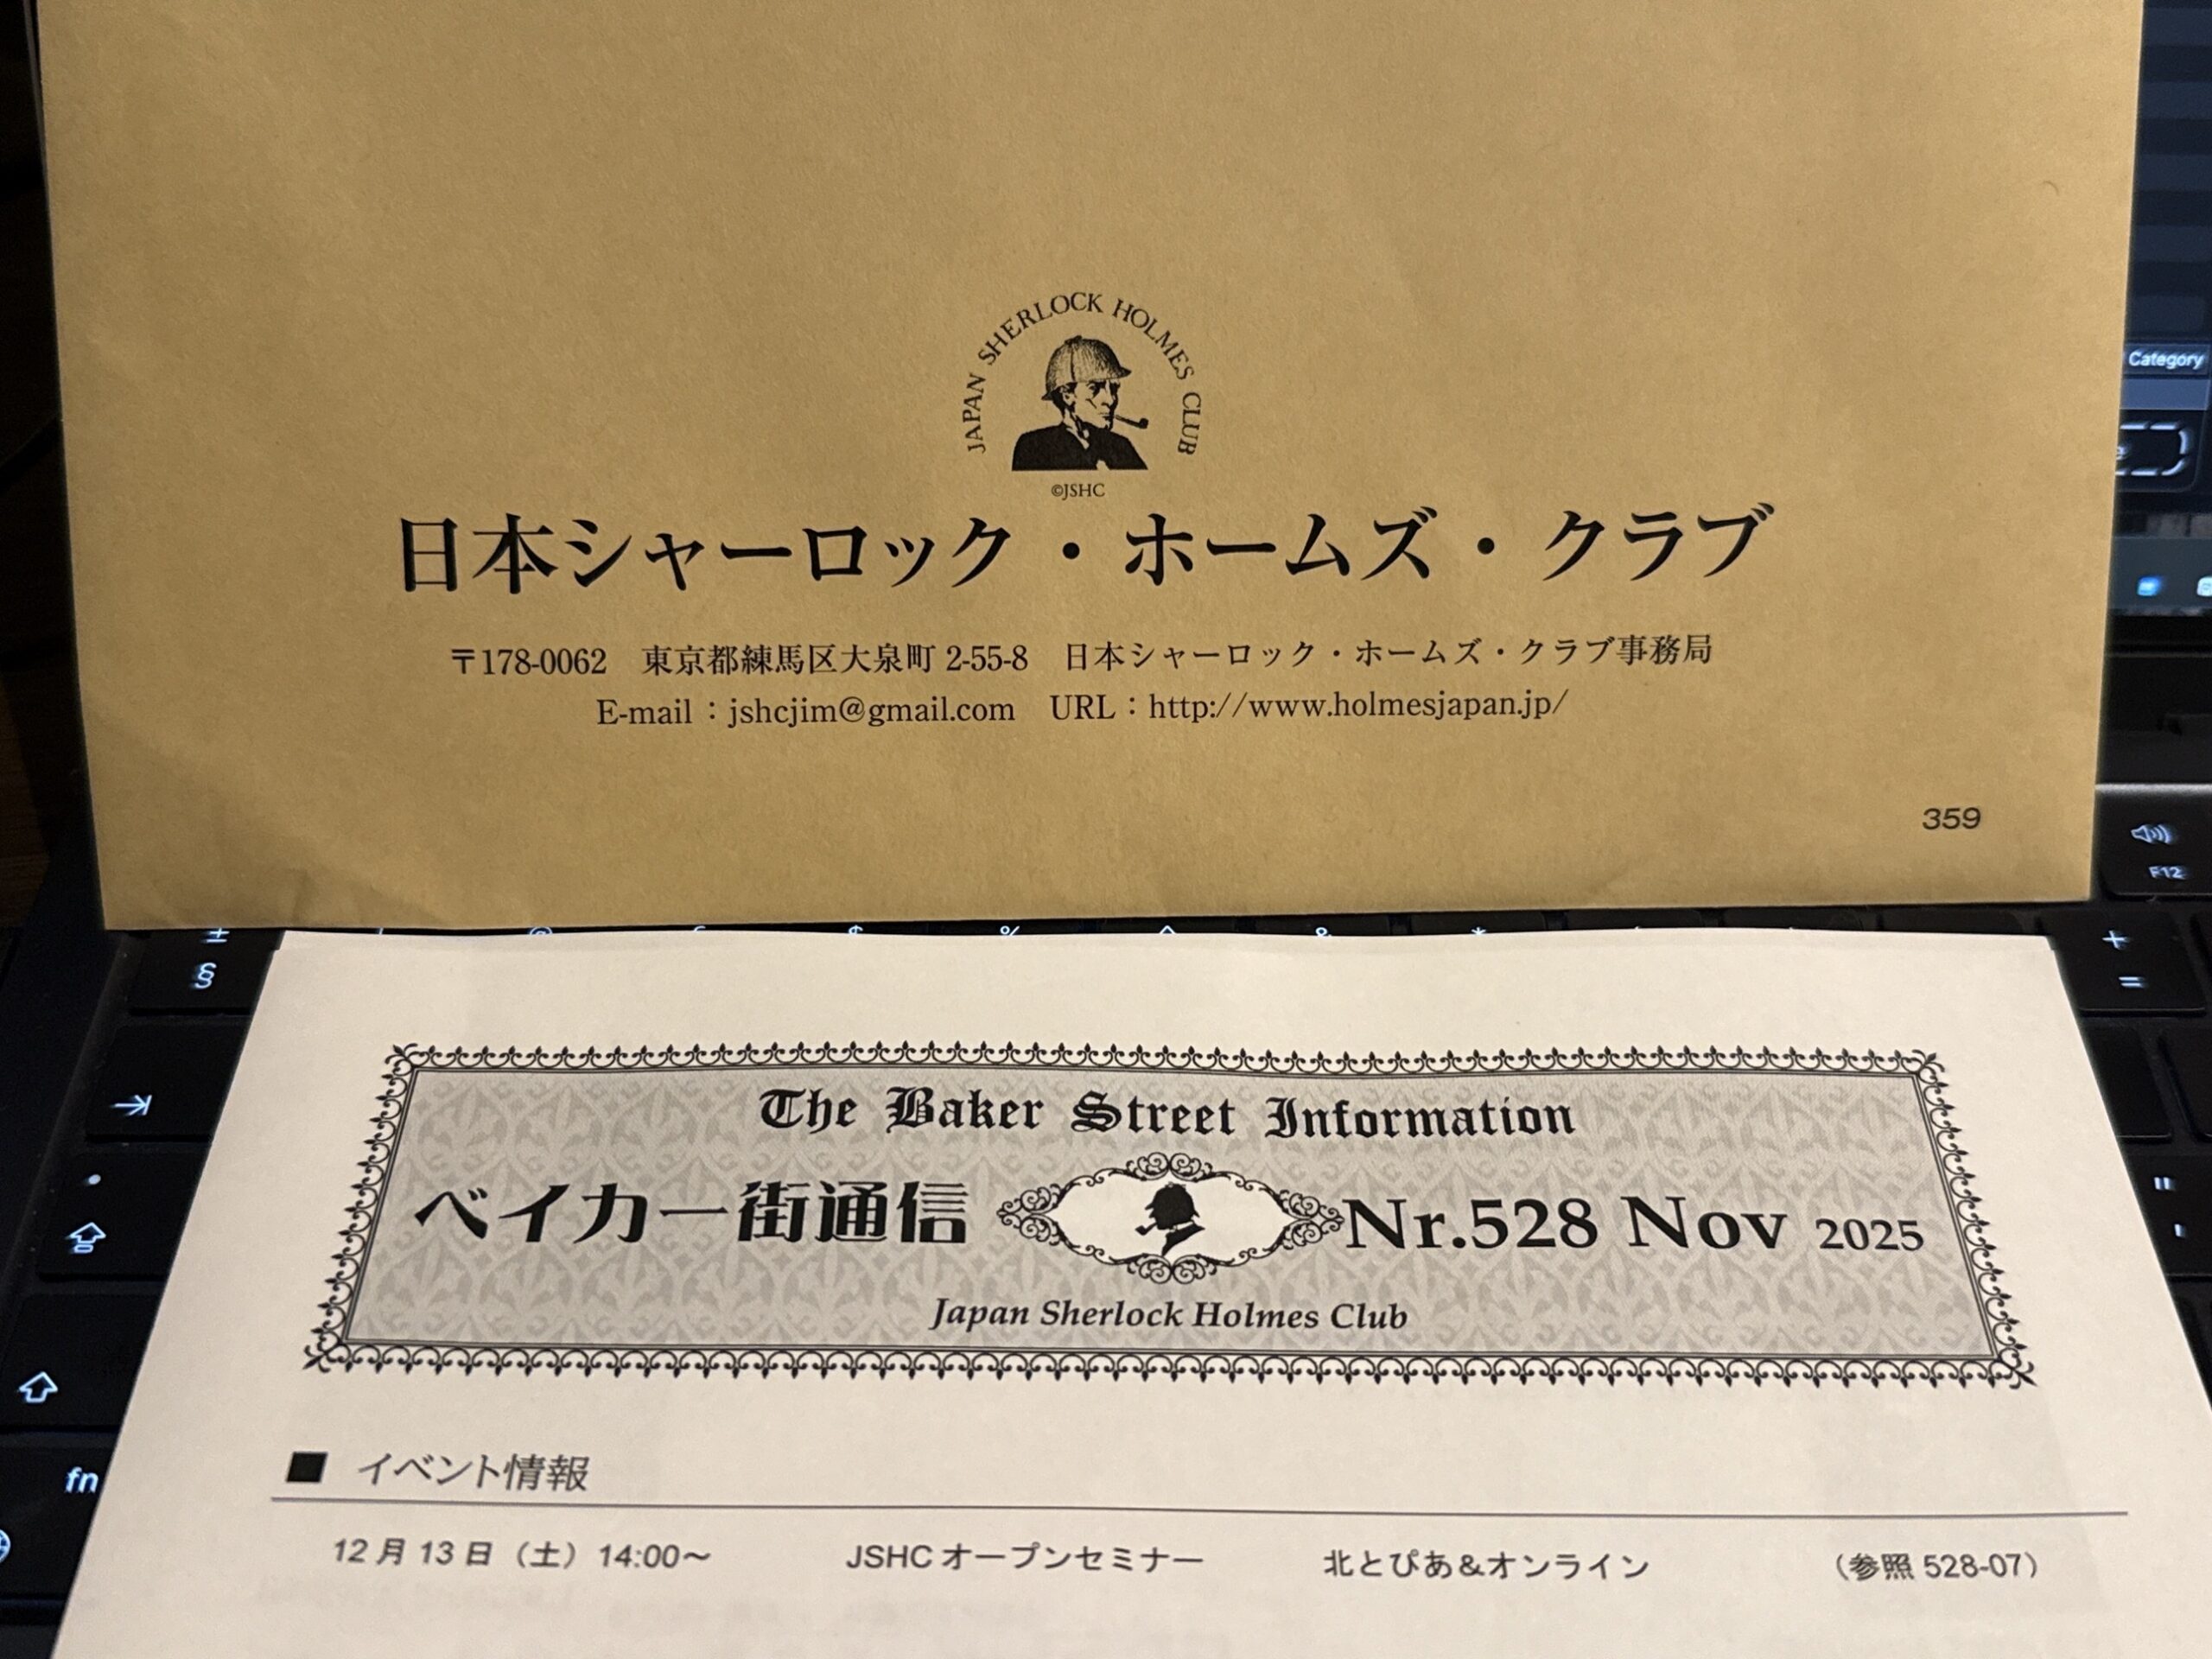 JAPAN SHERLOCK HOLMES CLUB
©JSHC
日本シャーロック・ホームズ・クラブ
〒178-0062 東京都練馬区大泉町 2-55-8 日本シャーロック・ホームズ・クラブ事務局
E-mail：jshcjim@gmail.com URL：http://www.holmesjapan.jp/
359
Category
F12
± ! @ £ $ % ^ & * +
§ =
The Baker Street Information
ベイカー街通信 Nr.528 Nov 2025
Japan Sherlock Holmes Club
fn
■ イベント情報
12月13日（土）14:00～ JSHCオープンセミナー 北とぴあ&オンライン （参照 528-07）